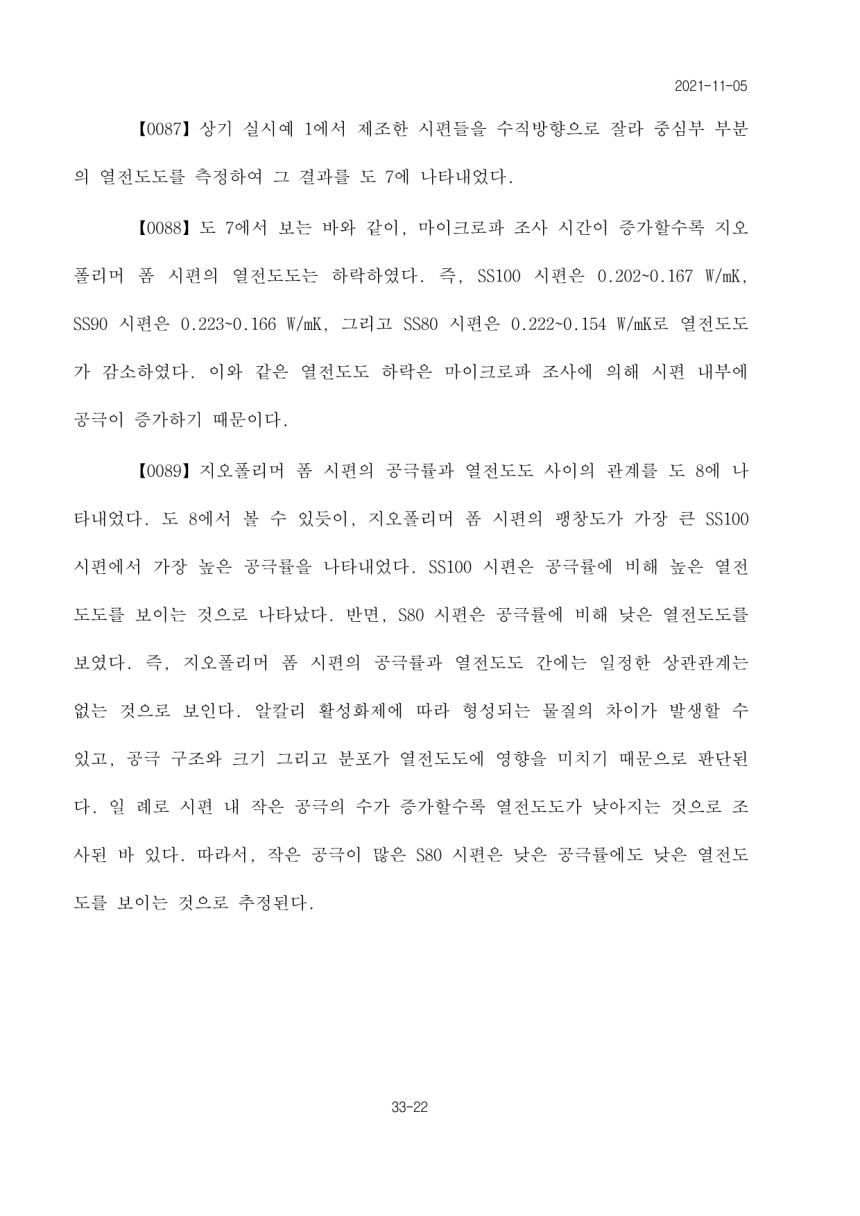 2021-11-05
【0087】상기 실시예 1에서 제조한 시편들을 수직방향으로 잘라 중심부 부분
의 열전도도를 측정하여 그 결과를 도 7에 나타내었다.
【0088】도 7에서 보는 바와 같이, 마이크로파 조사 시간이 증가할수록 지오
폴리머 폼 시편의 열전도도는 하락하였다. 즉, SS100 시편은 0.202~0.167 W/mK,
SS90 시편은 0.223~0.166 W/mK, 그리고 SS80 시편은 0.222~0.154 W/mK로 열전도도
가 감소하였다. 이와 같은 열전도도 하락은 마이크로파 조사에 의해 시편 내부에
공극이 증가하기 때문이다.
【0089】지오폴리머 폼 시편의 공극률과 열전도도 사이의 관계를 도 8에 나
타내었다. 도 8에서 볼 수 있듯이, 지오폴리머 폼 시편의 팽창도가 가장 큰 SS100
시편에서 가장 높은 공극률을 나타내었다. SS100 시편은 공극률에 비해 높은 열전
도도를 보이는 것으로 나타났다. 반면, S80 시편은 공극률에 비해 낮은 열전도도를
보였다. 즉, 지오폴리머 폼 시편의 공극률과 열전도도 간에는 일정한 상관관계는
없는 것으로 보인다. 알칼리 활성화제에 따라 형성되는 물질의 차이가 발생할 수
있고, 공극 구조와 크기 그리고 분포가 열전도도에 영향을 미치기 때문으로 판단된
다. 일 례로 시편 내 작은 공극의 수가 증가할수록 열전도도가 낮아지는 것으로 조
사된 바 있다. 따라서, 작은 공극이 많은 S80 시편은 낮은 공극률에도 낮은 열전도
도를 보이는 것으로 추정된다.
33-22